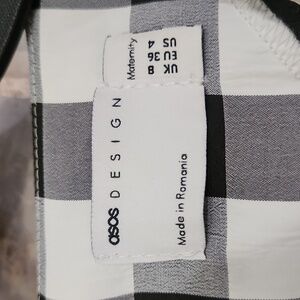 asos DESIGN
Made in Romania
Maternity
UK 8
EU 36
US 4